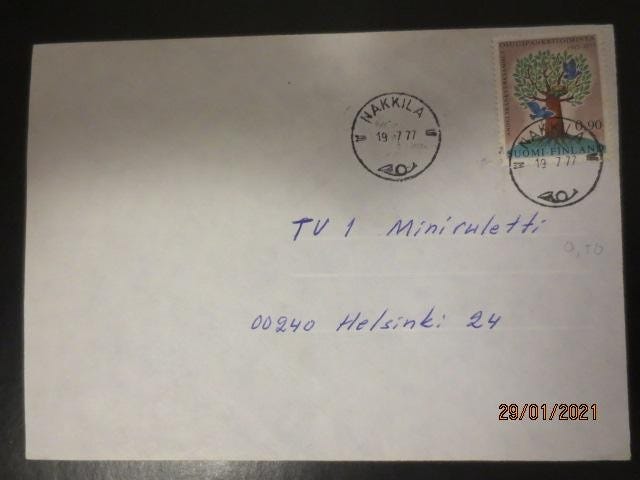 OSUUSPANKKITOIMINTA
0,90
SUOMI-FINLAND
NAKKILA
19 7 77
NAKKILA
19 7 77
TV 1 Miniruletti
0,70
00240 Helsinki 24
29/01/2021